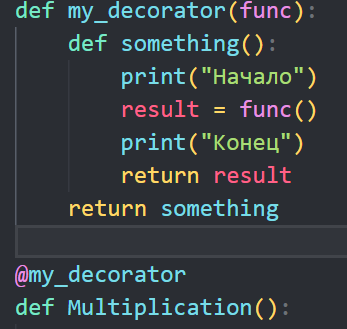 def my_decorator(func):
    def something():
        print("Начало")
        result = func()
        print("Конец")
        return result
    return something

@my_decorator
def Multiplication():